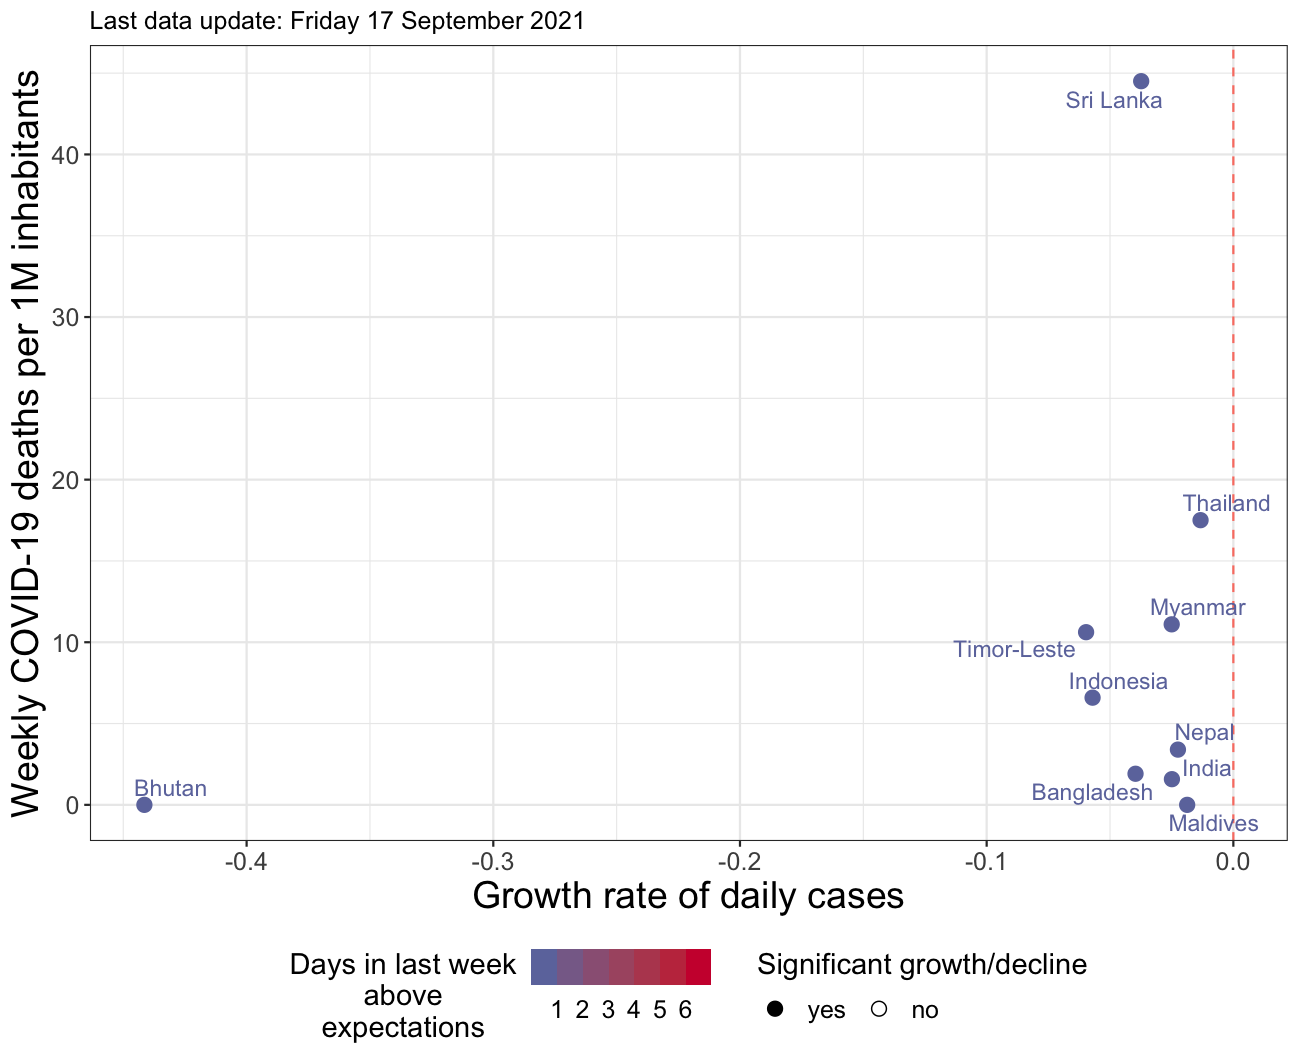 Last data update: Friday 17 September 2021
Weekly COVID-19 deaths per 1M inhabitants
40
30
20
10
0
Sri Lanka
Thailand
Myanmar
Timor-Leste
Indonesia
Nepal
India
Bangladesh
Bhutan
Maldives
-0.4 -0.3 -0.2 -0.1 0.0
Growth rate of daily cases
Days in last week
above
expectations
1 2 3 4 5 6
Significant growth/decline
yes no